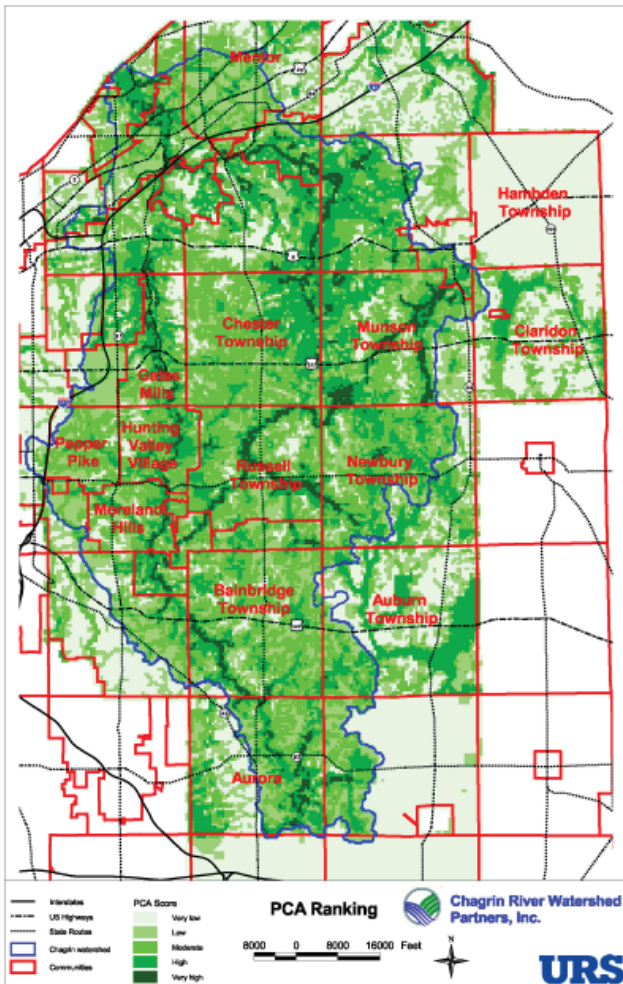 Mentor
Hambden
Township
Chester
Township
Munson
Township
Claridon
Township
Gates
Mills
Pepper
Pike
Hunting
Valley
Village
Russell
Township
Newbury
Township
Moreland
Hills
Bainbridge
Township
Auburn
Township
Aurora
Interstates
US Highways
State Routes
Chagrin watershed
Communities
PCA Score
Very low
Low
Moderate
High
Very high
PCA Ranking
8000 0 8000 16000 Feet
N
Chagrin River Watershed
Partners, Inc.
URS